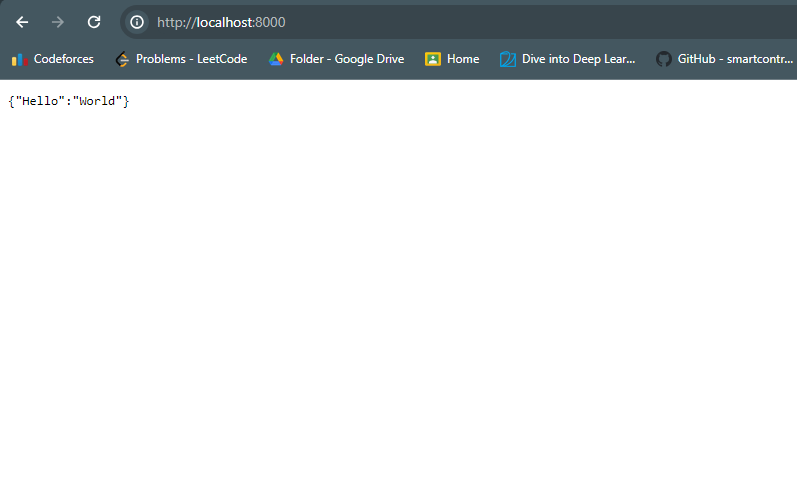 http://localhost:8000
Codeforces Problems - LeetCode Folder - Google Drive Home Dive into Deep Lear... GitHub - smartcontr...
{"Hello":"World"}